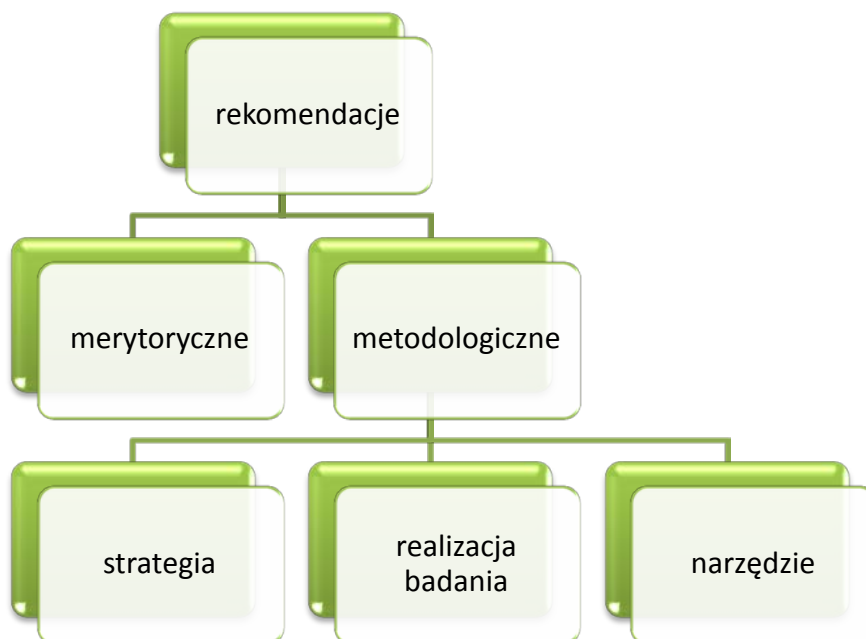 rekomendacje
merytoryczne
metodologiczne
strategia
realizacja
badania
narzędzie